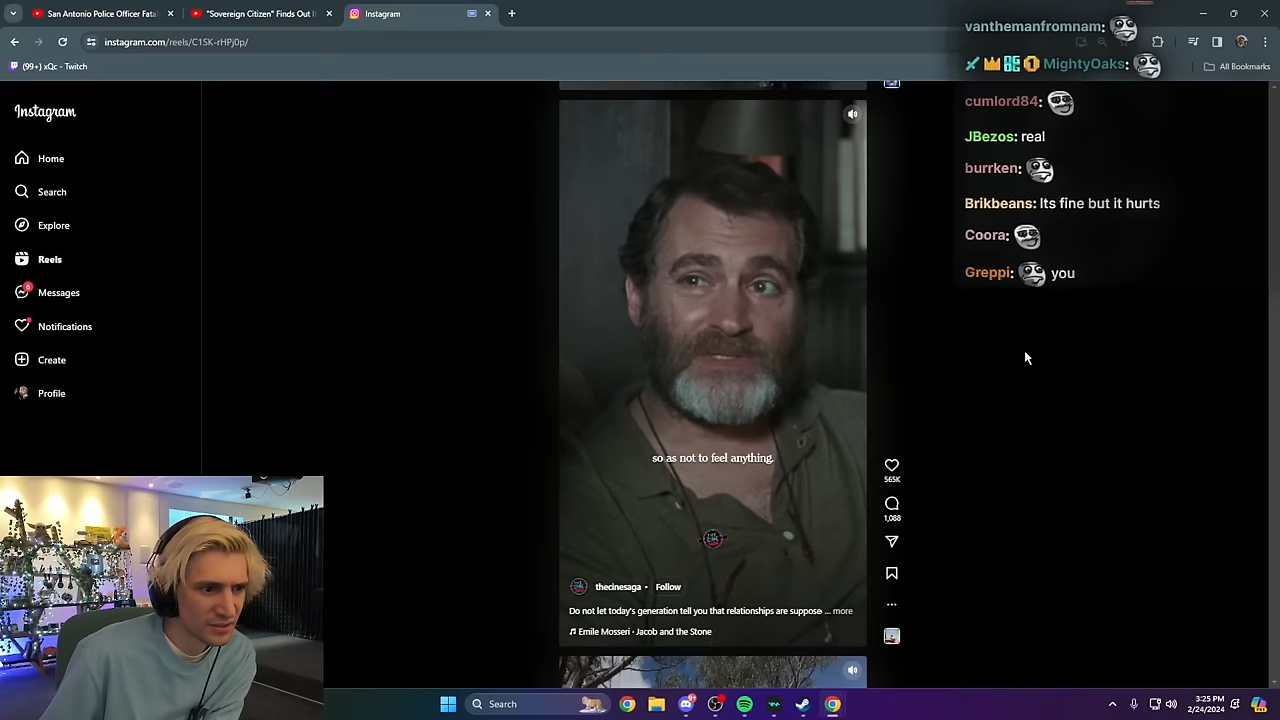 San Antonio Police Officer Fata
"Sovereign Citizen" Finds Out I
Instagram
instagram.com/reels/C1SK-rHPj0p/
(99+) xQc - Twitch
All Bookmarks
Instagram
Home
Search
Explore
Reels
6
Messages
Notifications
Create
Profile
so as not to feel anything.
thecinesaga • Follow
Do not let today's generation tell you that relationships are suppose ... more
Emile Mosseri · Jacob and the Stone
565K
1,088
vanthemanfromnam:
1 MightyOaks:
cumlord84:
JBezos: real
burrken:
Brikbeans: Its fine but it hurts
Coora:
Greppi: you
Search
3:25 PM
2/24/2024